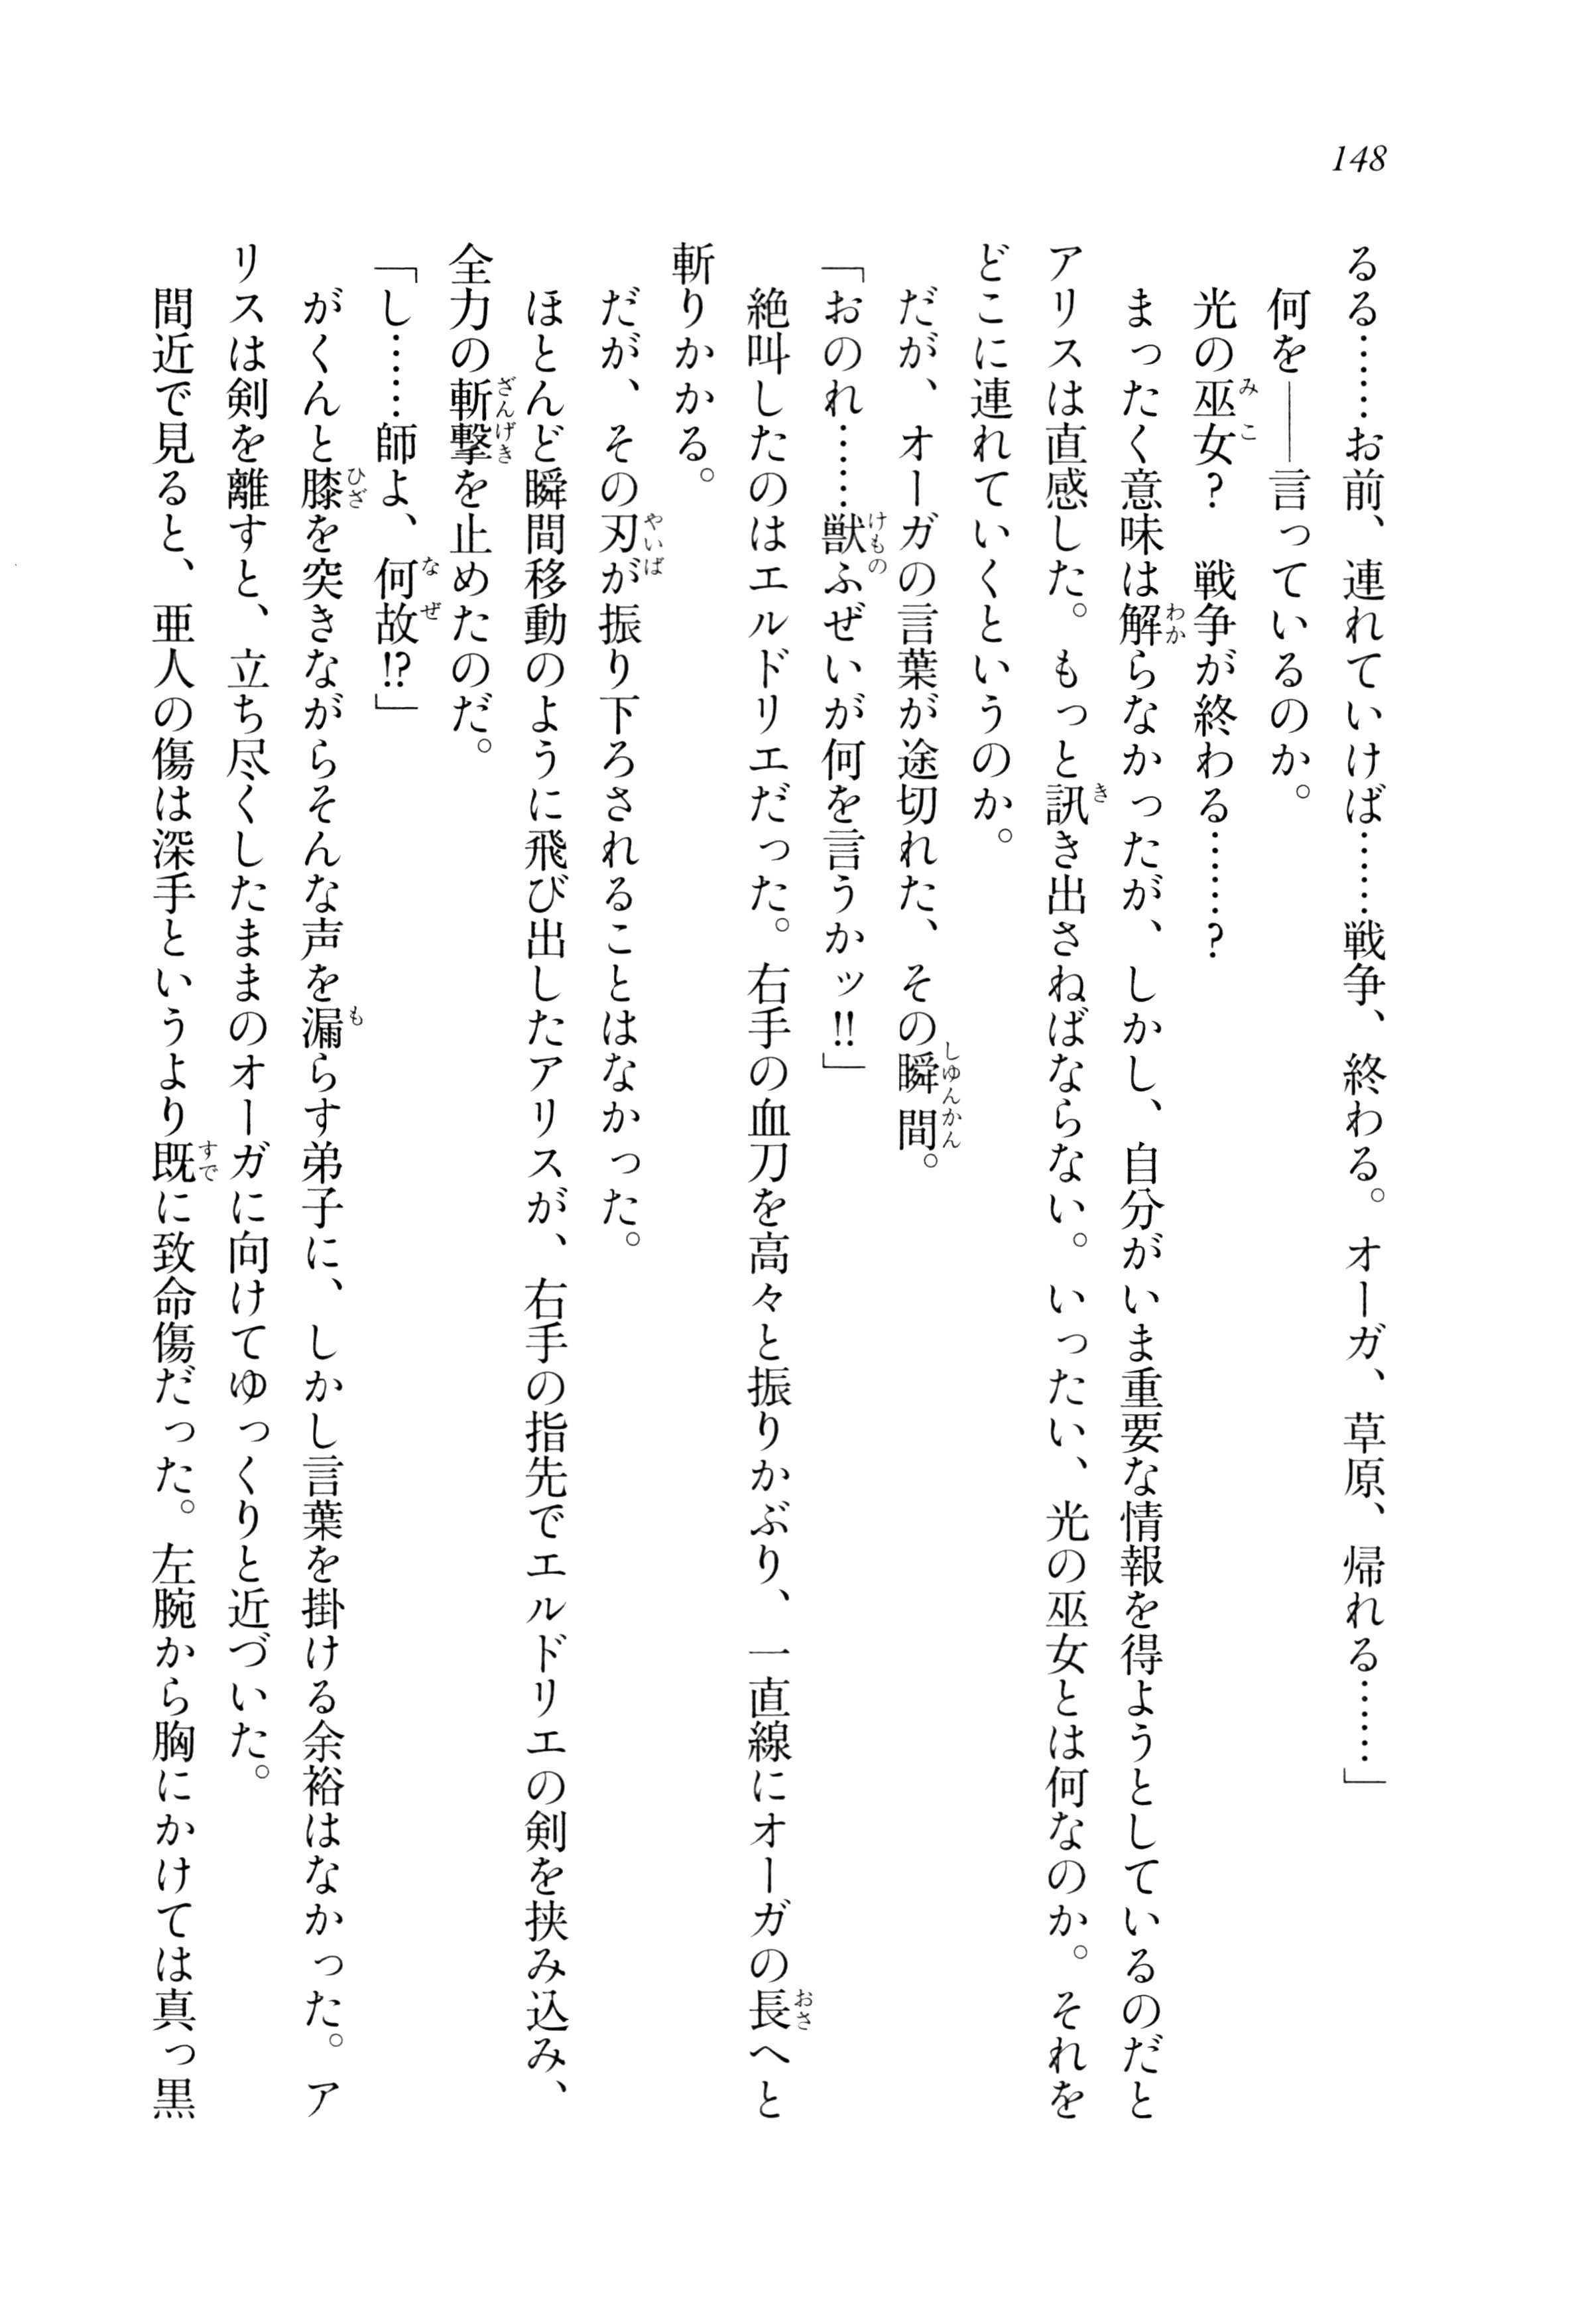 148
るる……お前、連れていけば……戦争、終わる。オーガ、草原、帰れる……」
何を――言っているのか。
光の巫女？　戦争が終わる……？
まったく意味は解らなかったが、しかし、自分がいま重要な情報を得ようとしているのだと
アリスは直感した。もっと訊き出さねばならない。いったい、光の巫女とは何なのか。それを
どこに連れていくというのか。
だが、オーガの言葉が途切れた、その瞬間。
「おのれ……獣ふぜいが何を言うかッ!!」
絶叫したのはエルドリエだった。右手の血刀を高々と振りかぶり、一直線にオーガの長へと
斬りかかる。
だが、その刃が振り下ろされることはなかった。
ほとんど瞬間移動のように飛び出したアリスが、右手の指先でエルドリエの剣を挟み込み、
全力の斬撃を止めたのだ。
「し……師よ、何故!?」
がくんと膝を突きながらそんな声を漏らす弟子に、しかし言葉を掛ける余裕はなかった。ア
リスは剣を離すと、立ち尽くしたままのオーガに向けてゆっくりと近づいた。
間近で見ると、亜人の傷は深手というより既に致命傷だった。左腕から胸にかけては真っ黒